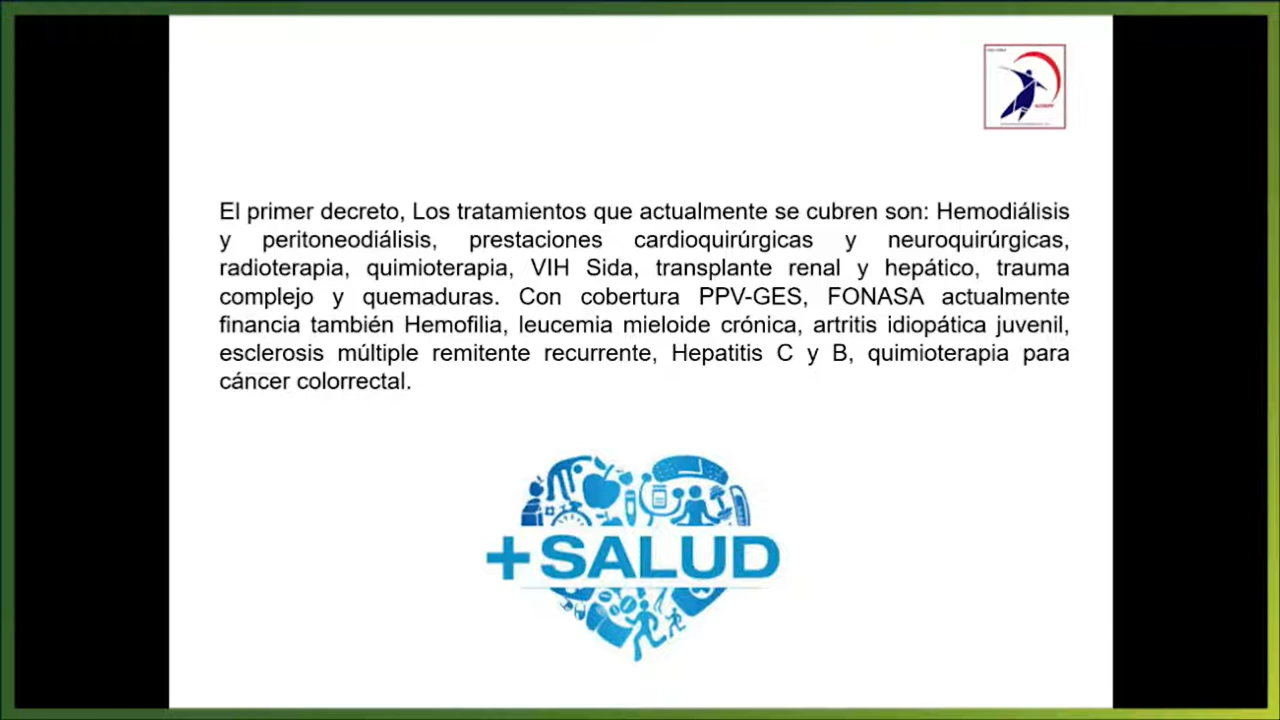 El primer decreto, Los tratamientos que actualmente se cubren son: Hemodiálisis
y peritoneodiálisis, prestaciones cardioquirúrgicas y neuroquirúrgicas,
radioterapia, quimioterapia, VIH Sida, transplante renal y hepático, trauma
complejo y quemaduras. Con cobertura PPV-GES, FONASA actualmente
financia también Hemofilia, leucemia mieloide crónica, artritis idiopática juvenil,
esclerosis múltiple remitente recurrente, Hepatitis C y B, quimioterapia para
cáncer colorrectal.
+SALUD